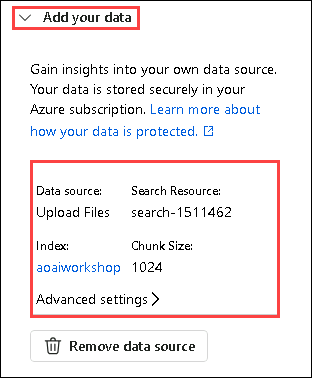 Add your data
Gain insights into your own data source.
Your data is stored securely in your
Azure subscription. Learn more about
how your data is protected.
Data source: Search Resource:
Upload Files search-1511462
Index: Chunk Size:
aoaiworkshop 1024
Advanced settings
Remove data source